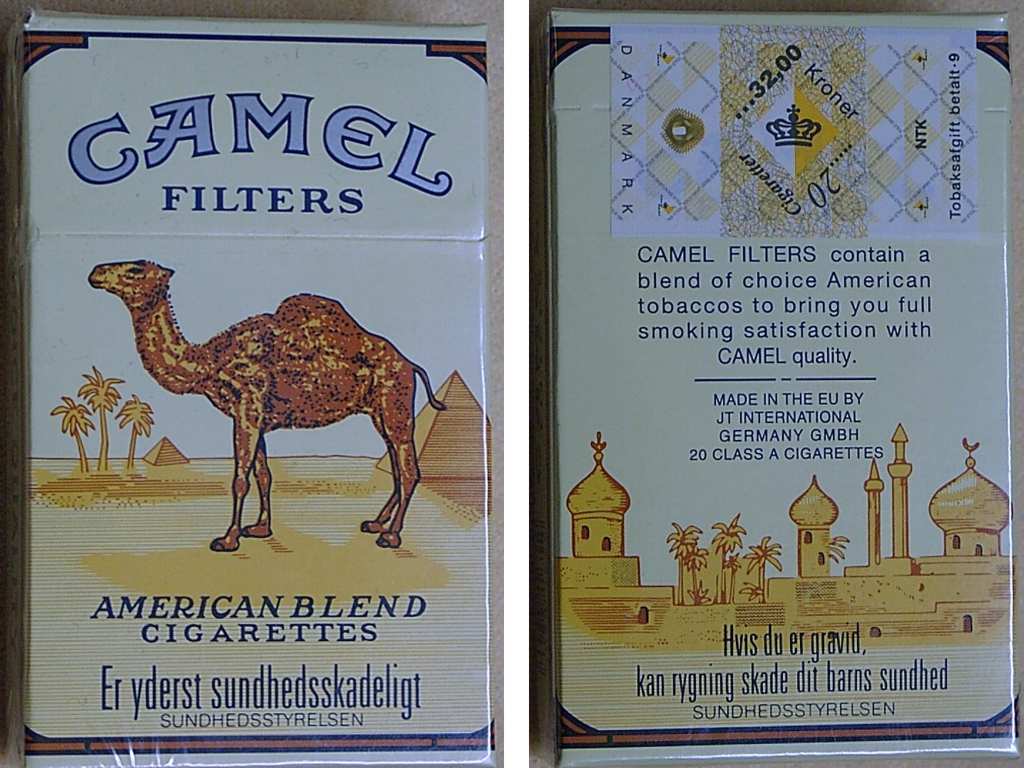 CAMEL
FILTERS
AMERICAN BLEND
CIGARETTES
Er yderst sundhedsskadeligt
SUNDHEDSSTYRELSEN
DANMARK
...32,00 Kroner
Cigaretter 20....
NTK
Tobaksafgift betalt·9
CAMEL FILTERS contain a
blend of choice American
tobaccos to bring you full
smoking satisfaction with
CAMEL quality.
MADE IN THE EU BY
JT INTERNATIONAL
GERMANY GMBH
20 CLASS A CIGARETTES
Hvis du er gravid,
kan rygning skade dit barns sundhed
SUNDHEDSSTYRELSEN